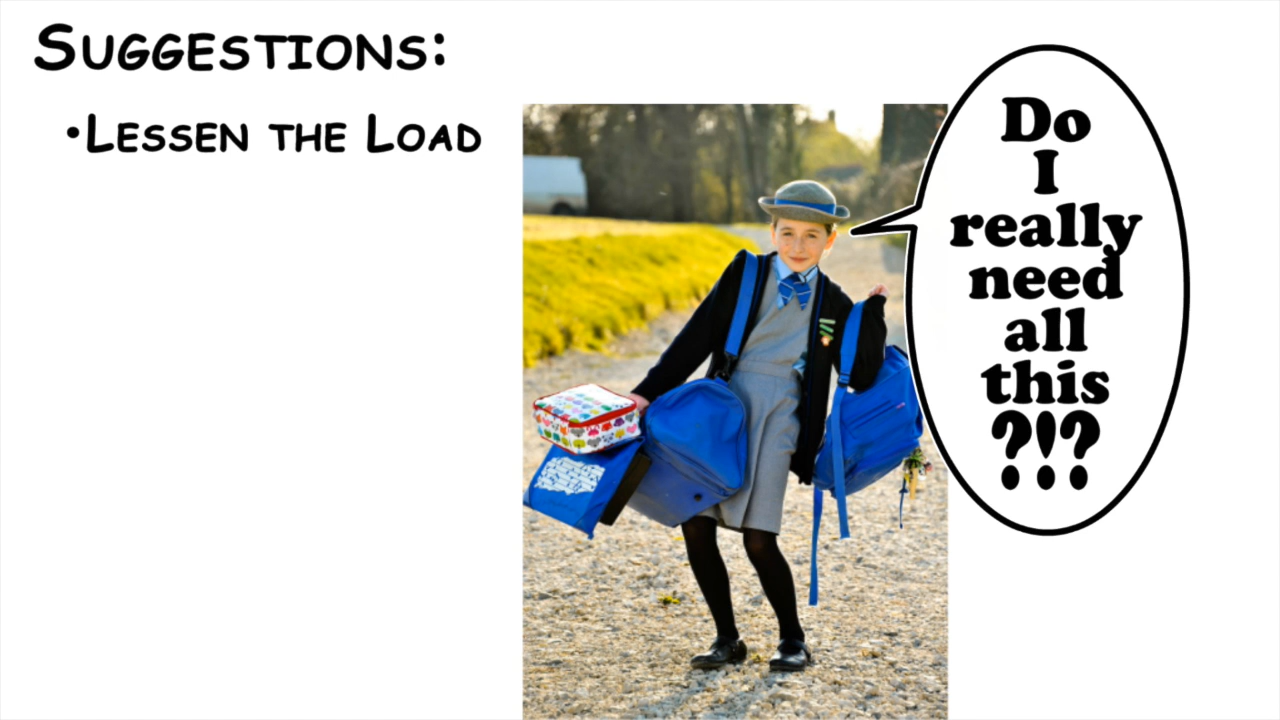 Suggestions:
•Lessen the Load
Do
I
really
need
all
this
?!?